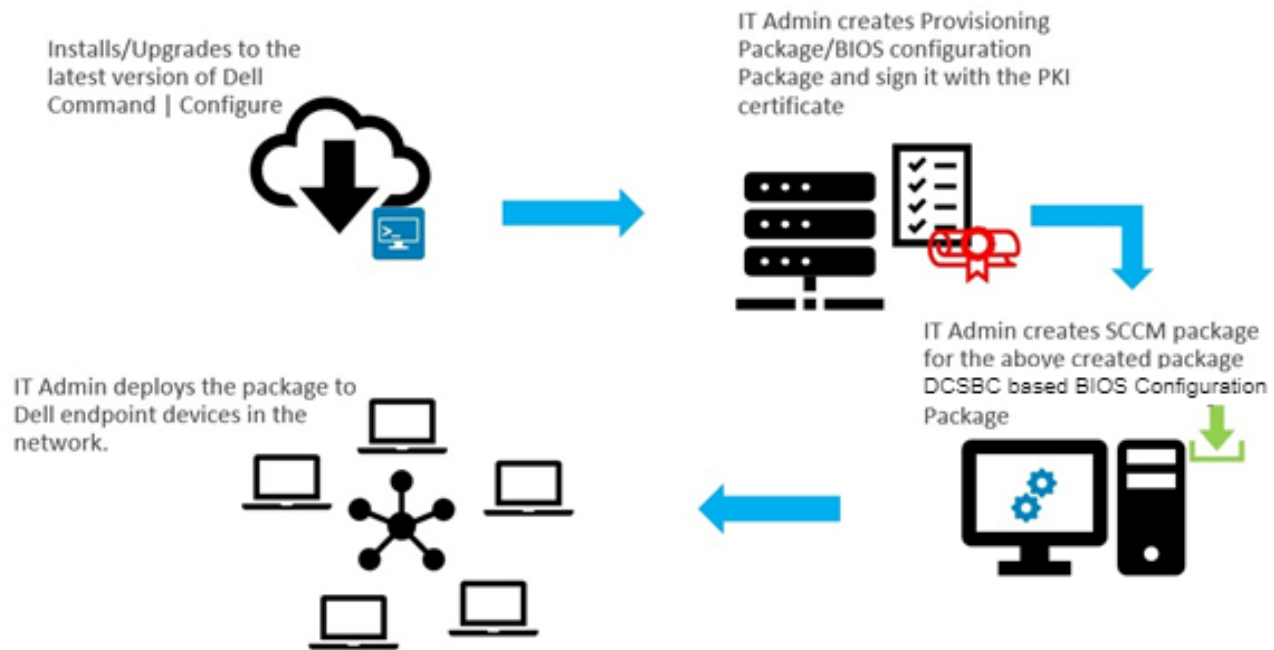 Installs/Upgrades to the
latest version of Dell
Command | Configure
IT Admin creates Provisioning
Package/BIOS configuration
Package and sign it with the PKI
certificate
IT Admin creates SCCM package
for the above created package
DCSBC based BIOS Configuration
Package
IT Admin deploys the package to
Dell endpoint devices in the
network.